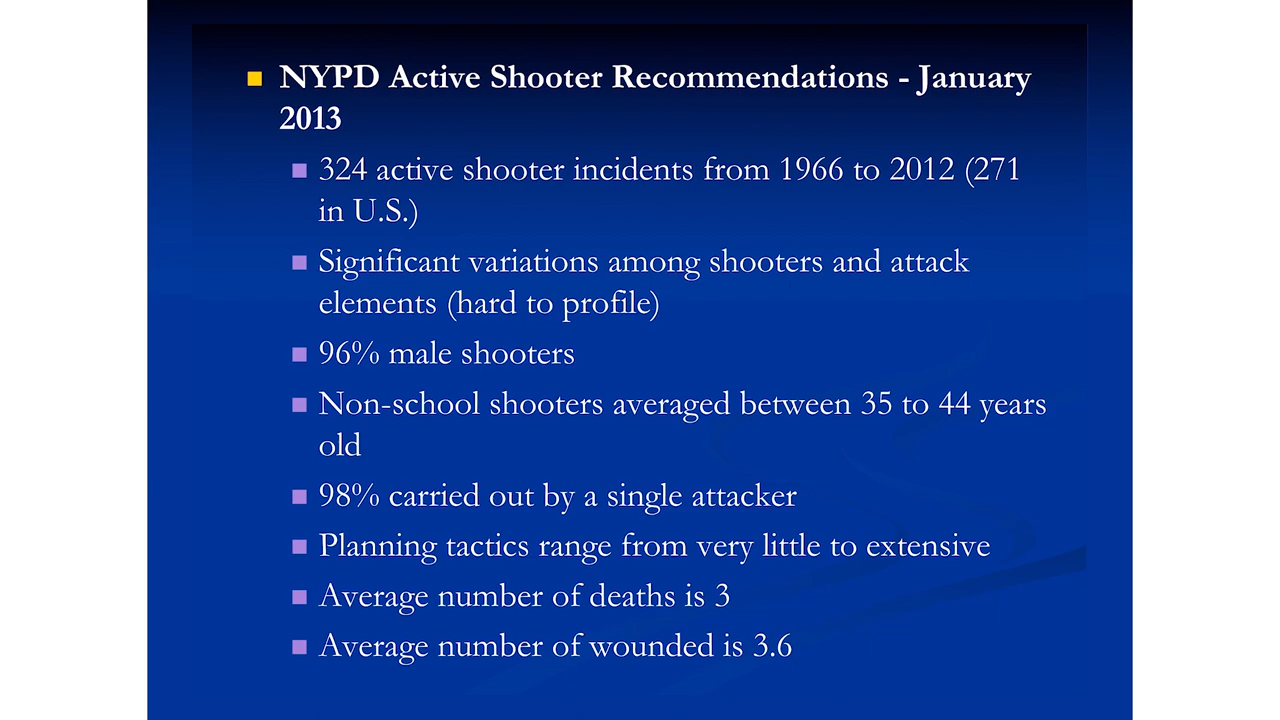 NYPD Active Shooter Recommendations - January
2013
324 active shooter incidents from 1966 to 2012 (271
in U.S.)
Significant variations among shooters and attack
elements (hard to profile)
96% male shooters
Non-school shooters averaged between 35 to 44 years
old
98% carried out by a single attacker
Planning tactics range from very little to extensive
Average number of deaths is 3
Average number of wounded is 3.6